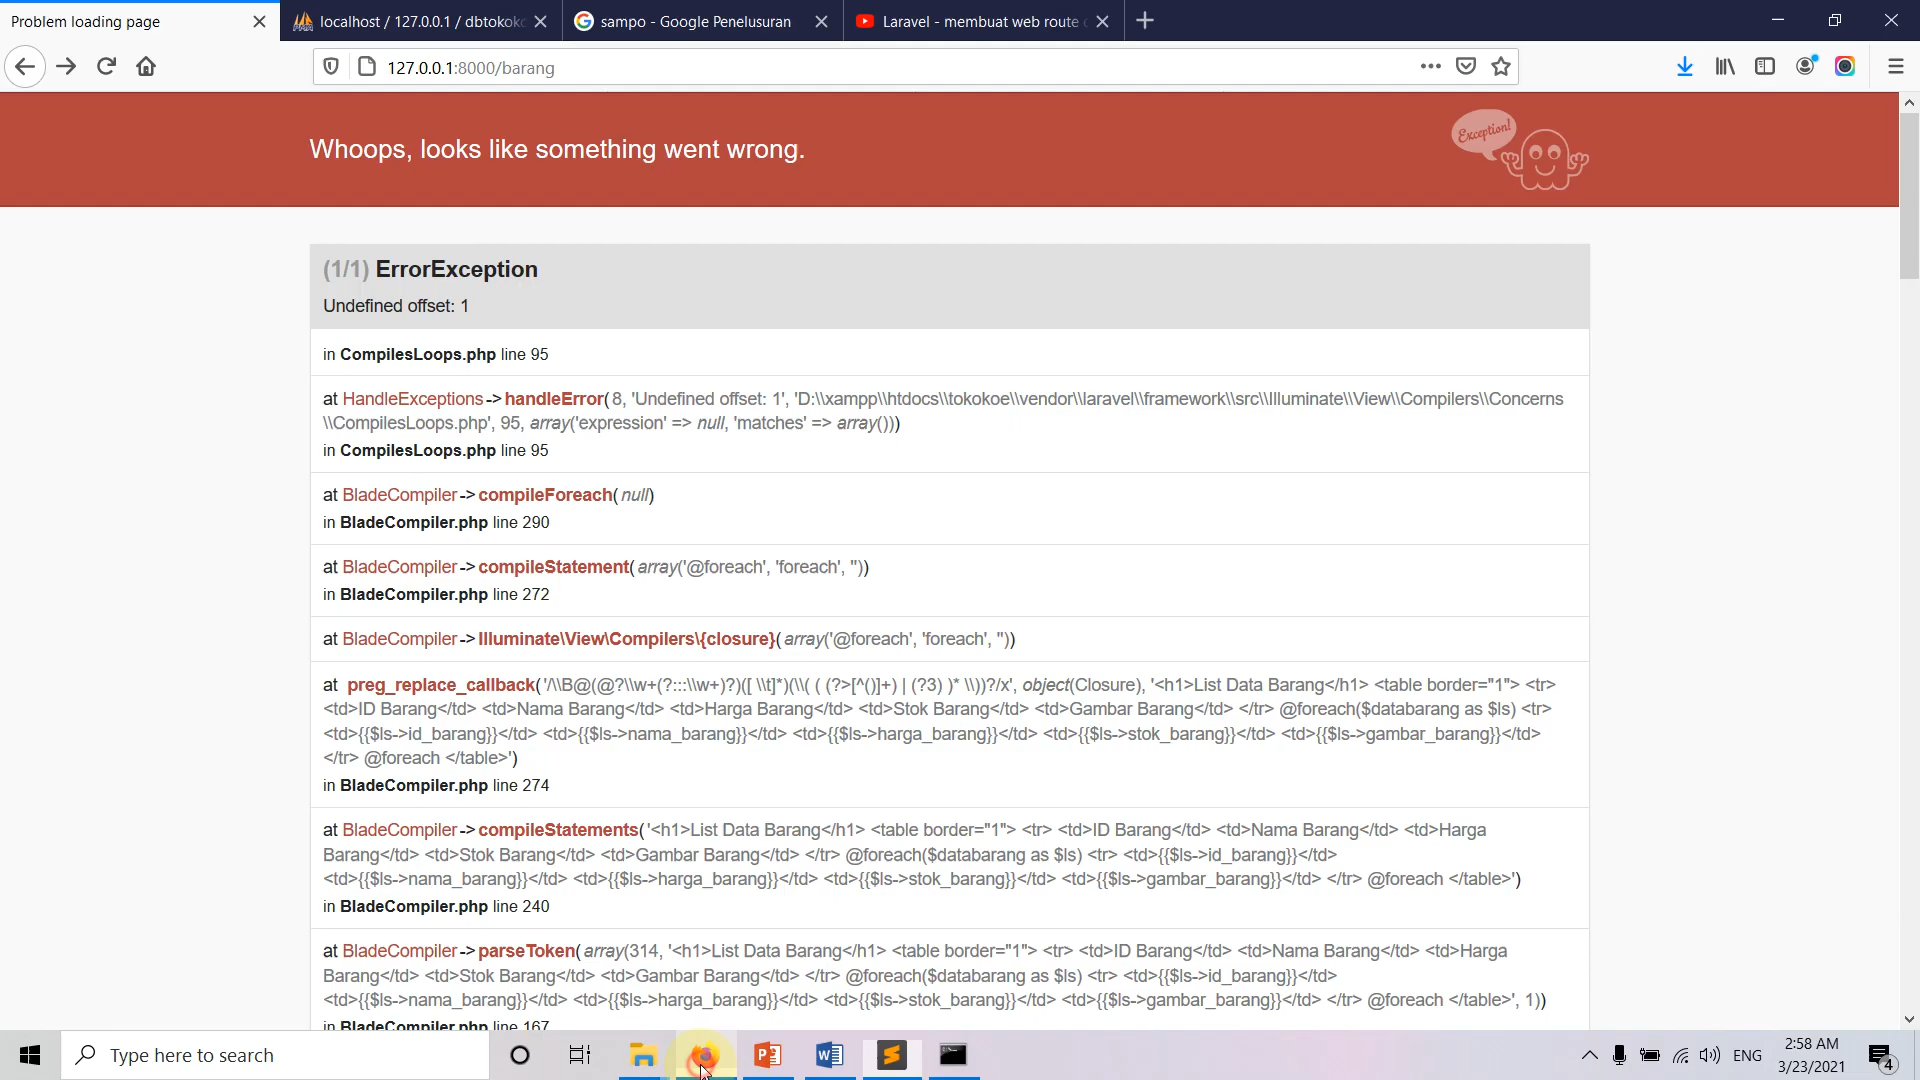 Problem loading page
localhost / 127.0.0.1 / dbtokoko
sampo - Google Penelusuran
Laravel - membuat web route
127.0.0.1:8000/barang
Whoops, looks like something went wrong.
Exception!
(1/1) ErrorException
Undefined offset: 1
in CompilesLoops.php line 95
at HandleExceptions->handleError(8, 'Undefined offset: 1', 'D:\\xampp\\htdocs\\tokokoe\\vendor\\laravel\\framework\\src\\Illuminate\\View\\Compilers\\Concerns
\\CompilesLoops.php', 95, array('expression' => null, 'matches' => array()))
in CompilesLoops.php line 95
at BladeCompiler->compileForeach(null)
in BladeCompiler.php line 290
at BladeCompiler->compileStatement(array('@foreach', 'foreach', ''))
in BladeCompiler.php line 272
at BladeCompiler->Illuminate\View\Compilers\{closure}(array('@foreach', 'foreach', ''))
at preg_replace_callback('/\\B@(@?\\w+(?:::\\w+)?)([ \\t]*)(\\( ( (?>[^()]+) | (?3) )* \\))?/x', object(Closure), '<h1>List Data Barang</h1> <table border="1"> <tr>
<td>ID Barang</td> <td>Nama Barang</td> <td>Harga Barang</td> <td>Stok Barang</td> <td>Gambar Barang</td> </tr> @foreach($databarang as $ls) <tr>
<td>{{$ls->id_barang}}</td> <td>{{$ls->nama_barang}}</td> <td>{{$ls->harga_barang}}</td> <td>{{$ls->stok_barang}}</td> <td>{{$ls->gambar_barang}}</td>
</tr> @foreach </table>')
in BladeCompiler.php line 274
at BladeCompiler->compileStatements('<h1>List Data Barang</h1> <table border="1"> <tr> <td>ID Barang</td> <td>Nama Barang</td> <td>Harga
Barang</td> <td>Stok Barang</td> <td>Gambar Barang</td> </tr> @foreach($databarang as $ls) <tr> <td>{{$ls->id_barang}}</td>
<td>{{$ls->nama_barang}}</td> <td>{{$ls->harga_barang}}</td> <td>{{$ls->stok_barang}}</td> <td>{{$ls->gambar_barang}}</td> </tr> @foreach </table>')
in BladeCompiler.php line 240
at BladeCompiler->parseToken(array(314, '<h1>List Data Barang</h1> <table border="1"> <tr> <td>ID Barang</td> <td>Nama Barang</td> <td>Harga
Barang</td> <td>Stok Barang</td> <td>Gambar Barang</td> </tr> @foreach($databarang as $ls) <tr> <td>{{$ls->id_barang}}</td>
<td>{{$ls->nama_barang}}</td> <td>{{$ls->harga_barang}}</td> <td>{{$ls->stok_barang}}</td> <td>{{$ls->gambar_barang}}</td> </tr> @foreach </table>', 1))
in BladeCompiler.php line 167
Type here to search
ENG
2:58 AM
3/23/2021
4